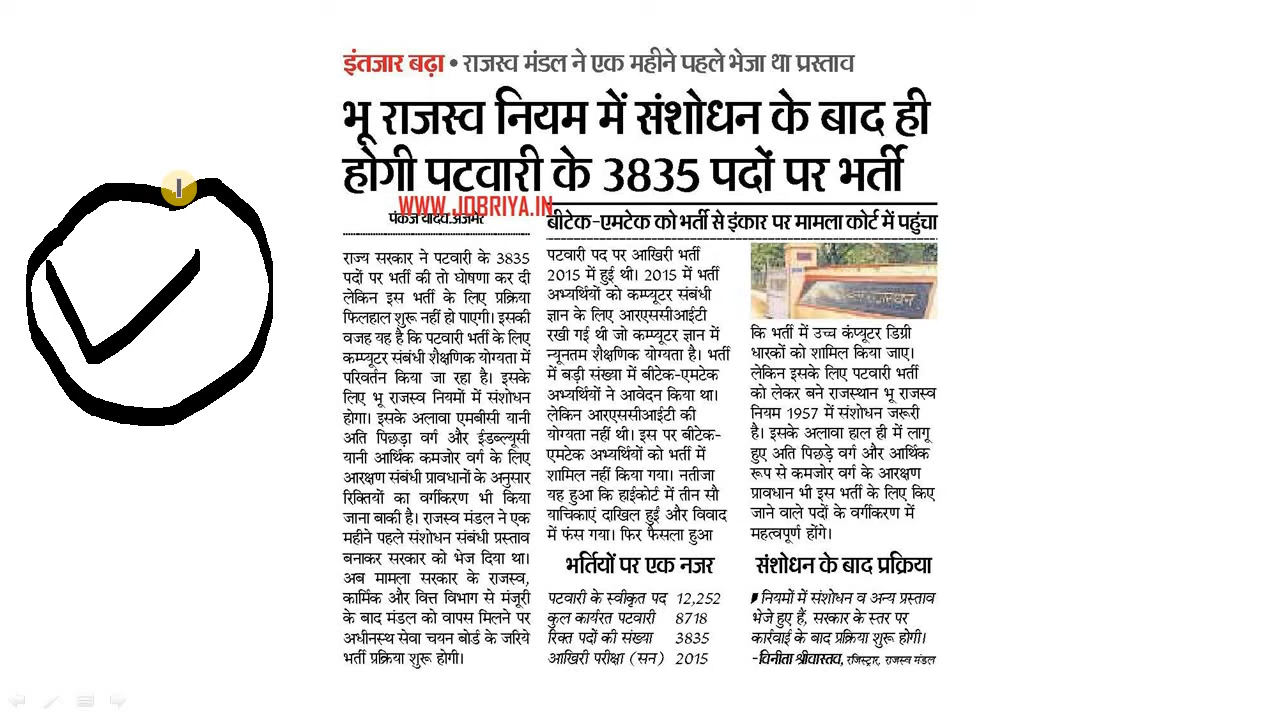 इंतजार बढ़ा • राजस्व मंडल ने एक महीने पहले भेजा था प्रस्ताव
भू राजस्व नियम में संशोधन के बाद ही
होगी पटवारी के 3835 पदों पर भर्ती
WWW.JOBRIYA.IN
पंकज यादव.अजमेर
राज्य सरकार ने पटवारी के 3835
पदों पर भर्ती की तो घोषणा कर दी
लेकिन इस भर्ती के लिए प्रक्रिया
फिलहाल शुरू नहीं हो पाएगी। इसकी
वजह यह है कि पटवारी भर्ती के लिए
कम्प्यूटर संबंधी शैक्षणिक योग्यता में
परिवर्तन किया जा रहा है। इसके
लिए भू राजस्व नियमों में संशोधन
होगा। इसके अलावा एमबीसी यानी
अति पिछड़ा वर्ग और ईडब्ल्यूसी
यानी आर्थिक कमजोर वर्ग के लिए
आरक्षण संबंधी प्रावधानों के अनुसार
रिक्तियों का वर्गीकरण भी किया
जाना बाकी है। राजस्व मंडल ने एक
महीने पहले संशोधन संबंधी प्रस्ताव
बनाकर सरकार को भेज दिया था।
अब मामला सरकार के राजस्व,
कार्मिक और वित्त विभाग से मंजूरी
के बाद मंडल को वापस मिलने पर
अधीनस्थ सेवा चयन बोर्ड के जरिये
भर्ती प्रक्रिया शुरू होगी।
बीटेक-एमटेक को भर्ती से इंकार पर मामला कोर्ट में पहुंचा
पटवारी पद पर आखिरी भर्ती
2015 में हुई थी। 2015 में भर्ती
अभ्यर्थियों को कम्प्यूटर संबंधी
ज्ञान के लिए आरएससीआईटी
रखी गई थी जो कम्प्यूटर ज्ञान में
न्यूनतम शैक्षणिक योग्यता है। भर्ती
में बड़ी संख्या में बीटेक-एमटेक
अभ्यर्थियों ने आवेदन किया था।
लेकिन आरएससीआईटी की
योग्यता नहीं थी। इस पर बीटेक-
एमटेक अभ्यर्थियों को भर्ती में
शामिल नहीं किया गया। नतीजा
यह हुआ कि हाईकोर्ट में तीन सौ
याचिकाएं दाखिल हुईं और विवाद
में फंस गया। फिर फैसला हुआ
कि भर्ती में उच्च कंप्यूटर डिग्री
धारकों को शामिल किया जाए।
लेकिन इसके लिए पटवारी भर्ती
को लेकर बने राजस्थान भू राजस्व
नियम 1957 में संशोधन जरूरी
है। इसके अलावा हाल ही में लागू
हुए अति पिछड़े वर्ग और आर्थिक
रूप से कमजोर वर्ग के आरक्षण
प्रावधान भी इस भर्ती के लिए किए
जाने वाले पदों के वर्गीकरण में
महत्वपूर्ण होंगे।
भर्तियों पर एक नजर
पटवारी के स्वीकृत पद 12,252
कुल कार्यरत पटवारी 8718
रिक्त पदों की संख्या 3835
आखिरी परीक्षा (सन) 2015
संशोधन के बाद प्रक्रिया
नियमों में संशोधन व अन्य प्रस्ताव
भेजे हुए हैं, सरकार के स्तर पर
कार्रवाई के बाद प्रक्रिया शुरू होगी।
-विनीता श्रीवास्तव, रजिस्ट्रार, राजस्व मंडल